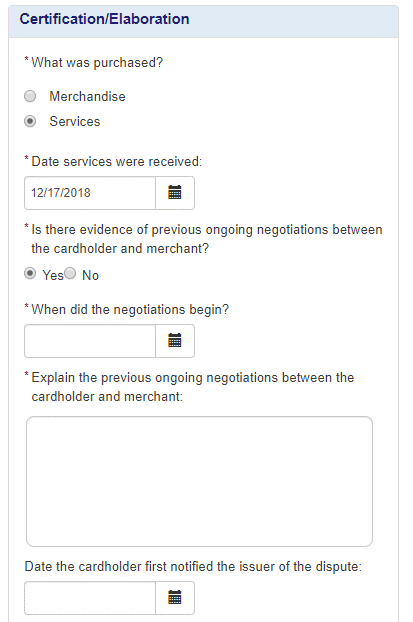 Certification/Elaboration
* What was purchased?
Merchandise
Services
* Date services were received:
12/17/2018
* Is there evidence of previous ongoing negotiations between
the cardholder and merchant?
Yes No
* When did the negotiations begin?
* Explain the previous ongoing negotiations between the
cardholder and merchant:
Date the cardholder first notified the issuer of the dispute: